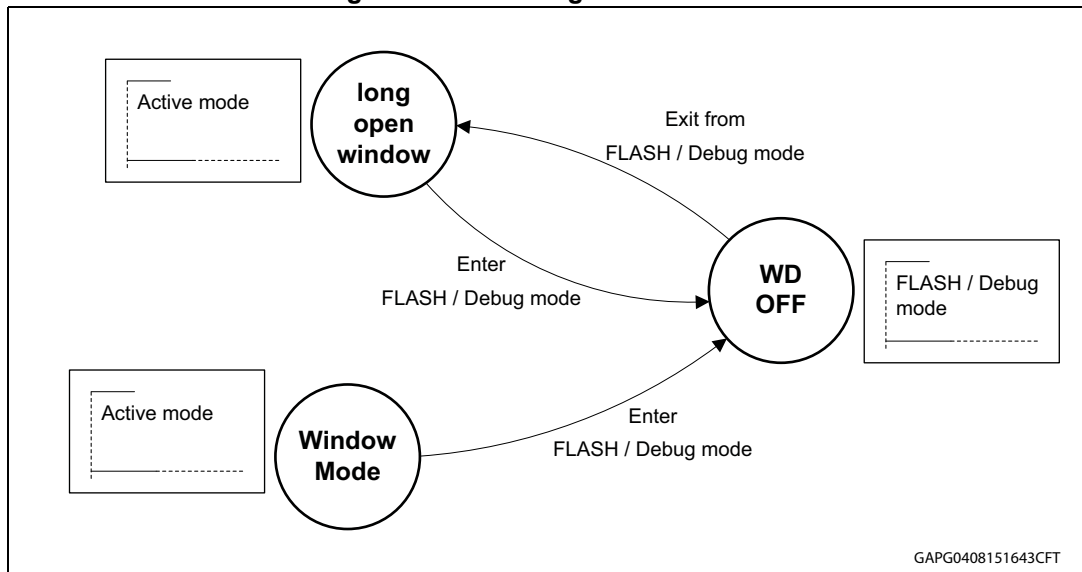 Active mode
long
open
window
Exit from
FLASH / Debug mode
Enter
FLASH / Debug mode
WD
OFF
FLASH / Debug
mode
Active mode
Window
Mode
Enter
FLASH / Debug mode
GAPG0408151643CFT